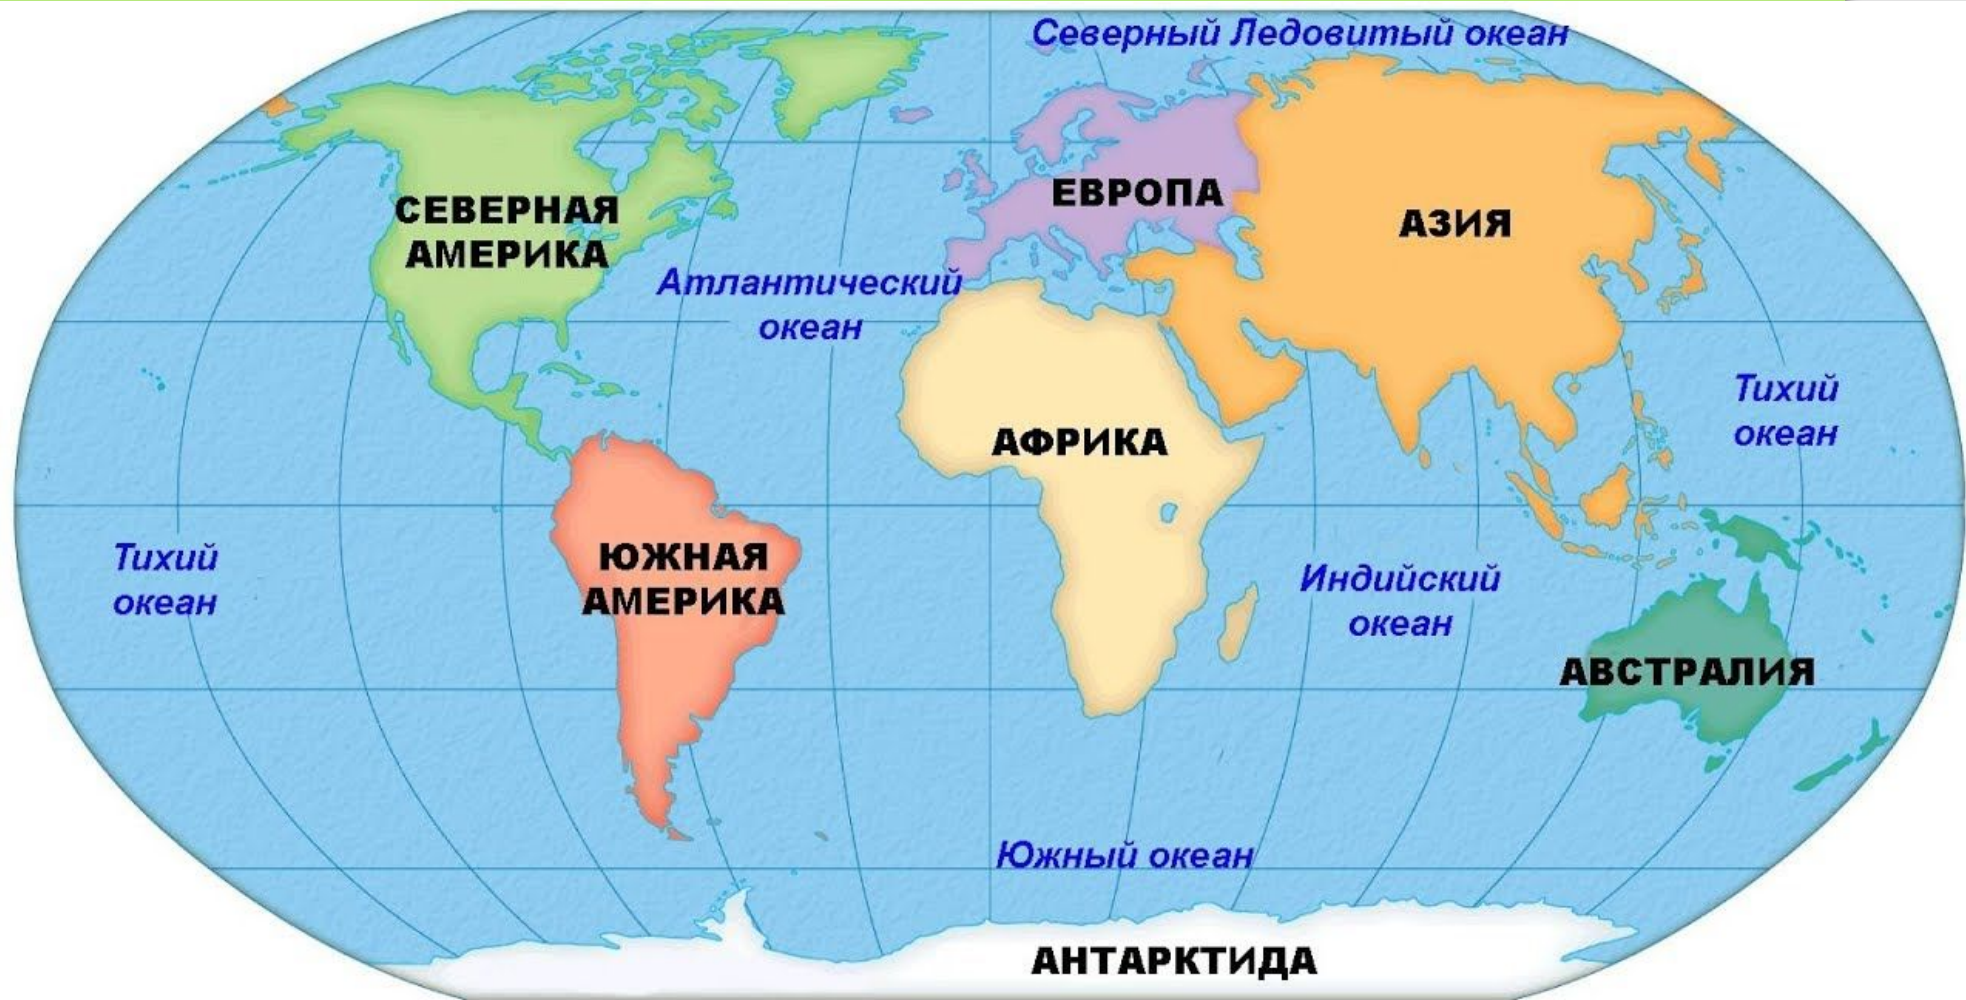 Северный Ледовитый океан
ЕВРОПА
АЗИЯ
СЕВЕРНАЯ
АМЕРИКА
Атлантический
океан
Тихий
океан
АФРИКА
Тихий
океан
ЮЖНАЯ
АМЕРИКА
Индийский
океан
АВСТРАЛИЯ
Южный океан
АНТАРКТИДА